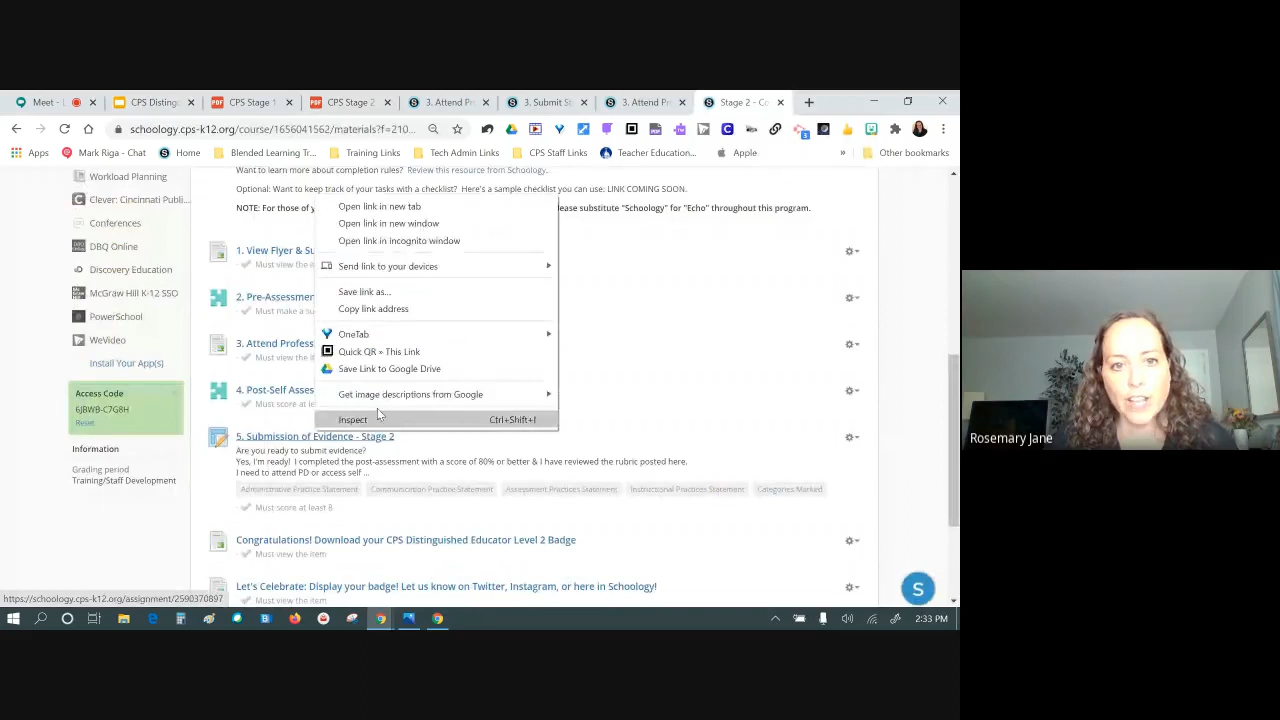 Meet - L
CPS Disting
CPS Stage 1
CPS Stage 2
3. Attend Pr
3. Submit St
3. Attend Pr
Stage 2 - Co
schoology.cps-k12.org/course/1656041562/materials?f=210...
3
Apps
Mark Riga - Chat
Home
Blended Learning Tr...
Training Links
Tech Admin Links
CPS Staff Links
Teacher Education...
Apple
»
Other bookmarks
Workload Planning
Clever: Cincinnati Publi...
Conferences
DBQ Online
Discovery Education
McGraw Hill K-12 SSO
PowerSchool
WeVideo
Install Your App(s)
Access Code
6JBWB-C7G8H
Reset
Information
Grading period
Training/Staff Development
Want to learn more about completion rules? Review this resource from Schoology.
Optional: Want to keep track of your tasks with a checklist? Here's a sample checklist you can use: LINK COMING SOON.
NOTE: For those of y
lease substitute "Schoology" for "Echo" throughout this program.
1. View Flyer & Su
Must view the i
2. Pre-Assessmen
Must make a su
3. Attend Profess
Must view the i
4. Post-Self Asses
Must score at l
Open link in new tab
Open link in new window
Open link in incognito window
Send link to your devices
Save link as...
Copy link address
OneTab
Quick QR » This Link
Save Link to Google Drive
Get image descriptions from Google
Inspect Ctrl+Shift+I
5. Submission of Evidence - Stage 2
Are you ready to submit evidence?
Yes, I'm ready! I completed the post-assessment with a score of 80% or better & I have reviewed the rubric posted here.
I need to attend PD or access self ...
Administrative Practice Statement
Communication Practice Statement
Assessment Practices Statement
Instructional Practices Statement
Categories Marked
Must score at least 8
Congratulations! Download your CPS Distinguished Educator Level 2 Badge
Must view the item
Let's Celebrate: Display your badge! Let us know on Twitter, Instagram, or here in Schoology!
Must view the item
S
https://schoology.cps-k12.org/assignment/2590370897
2:33 PM
Rosemary Jane